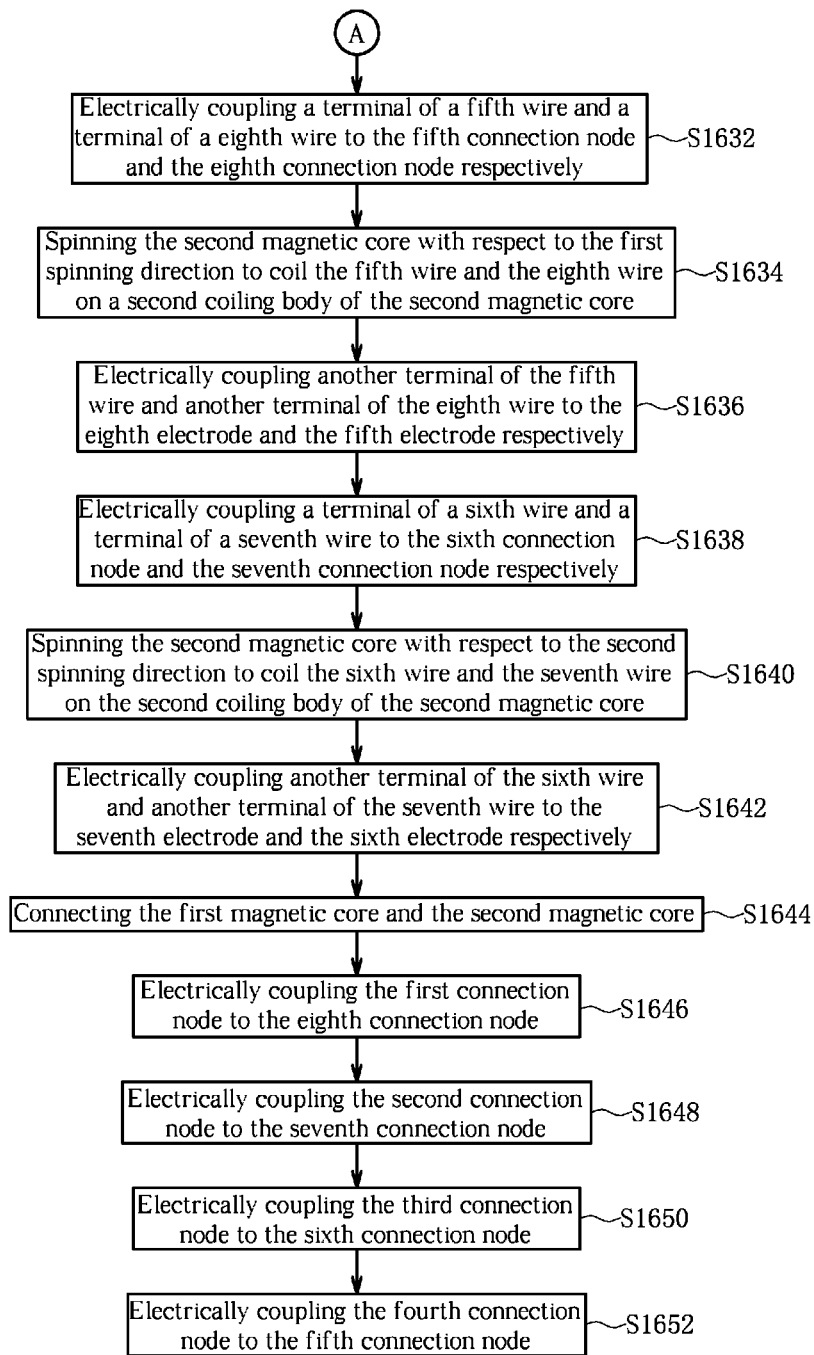 A
Electrically coupling a terminal of a fifth wire and a
terminal of a eighth wire to the fifth connection node
and the eighth connection node respectively
S1632
Spinning the second magnetic core with respect to the first
spinning direction to coil the fifth wire and the eighth wire
on a second coiling body of the second magnetic core
S1634
Electrically coupling another terminal of the fifth
wire and another terminal of the eighth wire to the
eighth electrode and the fifth electrode respectively
S1636
Electrically coupling a terminal of a sixth wire and a
terminal of a seventh wire to the sixth connection
node and the seventh connection node respectively
S1638
Spinning the second magnetic core with respect to the second
spinning direction to coil the sixth wire and the seventh wire
on the second coiling body of the second magnetic core
S1640
Electrically coupling another terminal of the sixth wire
and another terminal of the seventh wire to the
seventh electrode and the sixth electrode respectively
S1642
Connecting the first magnetic core and the second magnetic core
S1644
Electrically coupling the first connection
node to the eighth connection node
S1646
Electrically coupling the second connection
node to the seventh connection node
S1648
Electrically coupling the third connection
node to the sixth connection node
S1650
Electrically coupling the fourth connection
node to the fifth connection node
S1652